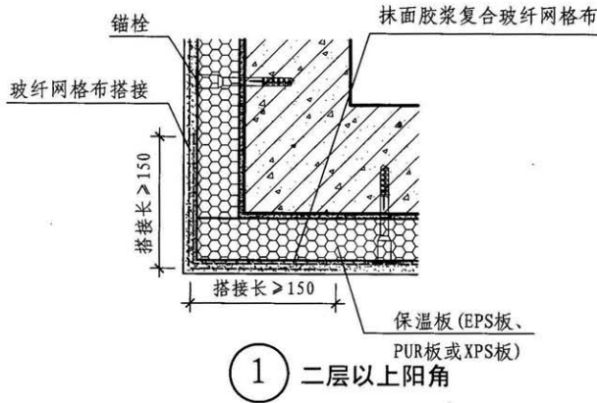 抹面胶浆复合玻纤网格布
锚栓
玻纤网格布搭接
搭接长≥150
搭接长≥150
保温板(EPS板、
PUR板或XPS板)
1 二层以上阳角